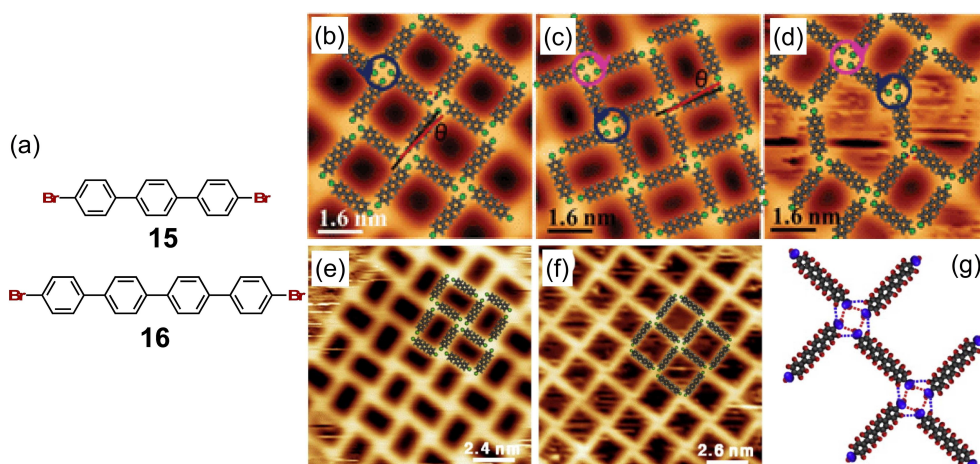 (a)
Br
Br
15
Br
Br
16
(b)
θ
1.6 nm
(c)
θ
1.6 nm
(d)
1.6 nm
(e)
2.4 nm
(f)
2.6 nm
(g)